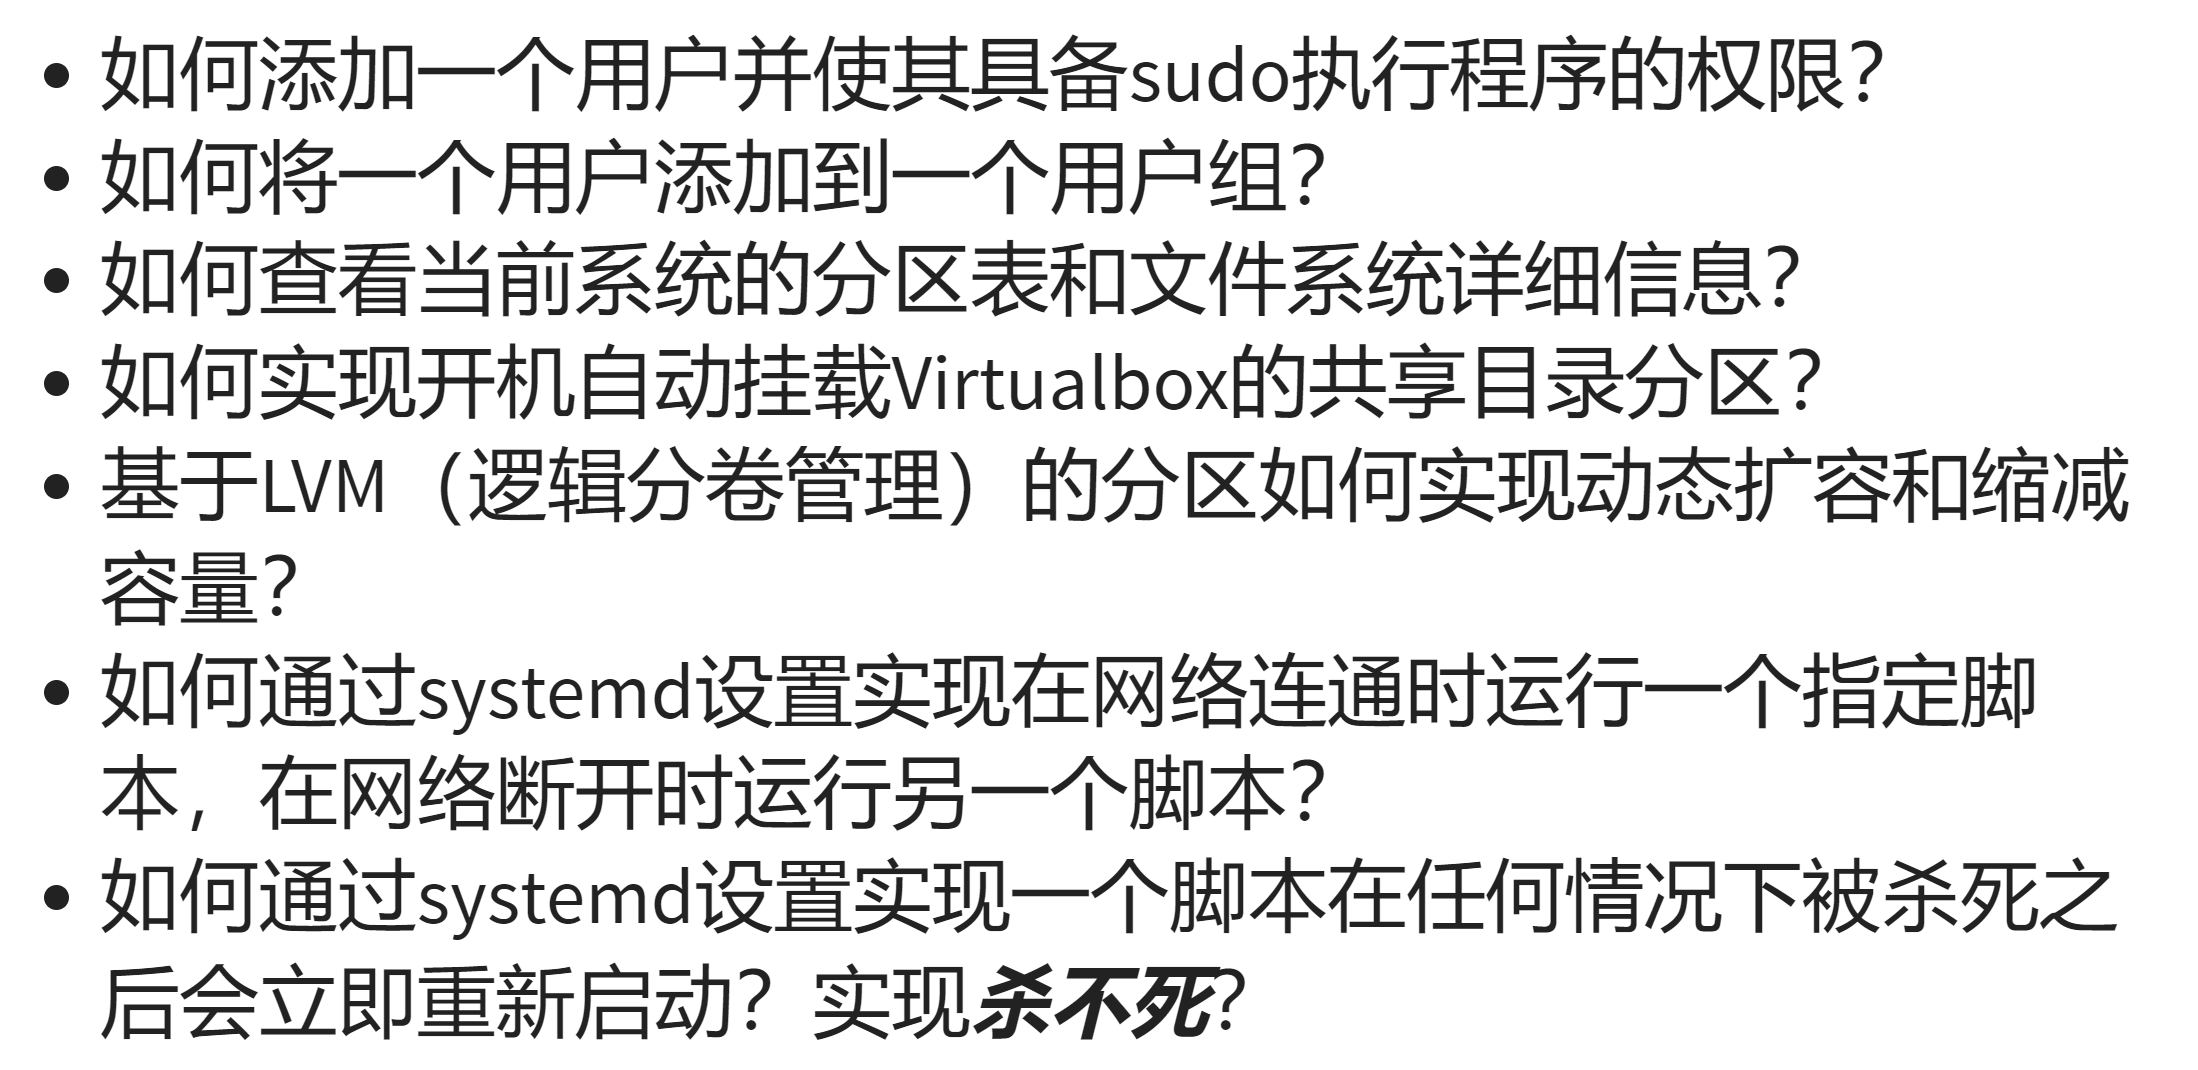 • 如何添加一个用户并使其具备sudo执行程序的权限？
• 如何将一个用户添加到一个用户组？
• 如何查看当前系统的分区表和文件系统详细信息？
• 如何实现开机自动挂载Virtualbox的共享目录分区？
• 基于LVM（逻辑分卷管理）的分区如何实现动态扩容和缩减
容量？
• 如何通过systemd设置实现在网络连通时运行一个指定脚
本，在网络断开时运行另一个脚本？
• 如何通过systemd设置实现一个脚本在任何情况下被杀死之
后会立即重新启动？实现杀不死？